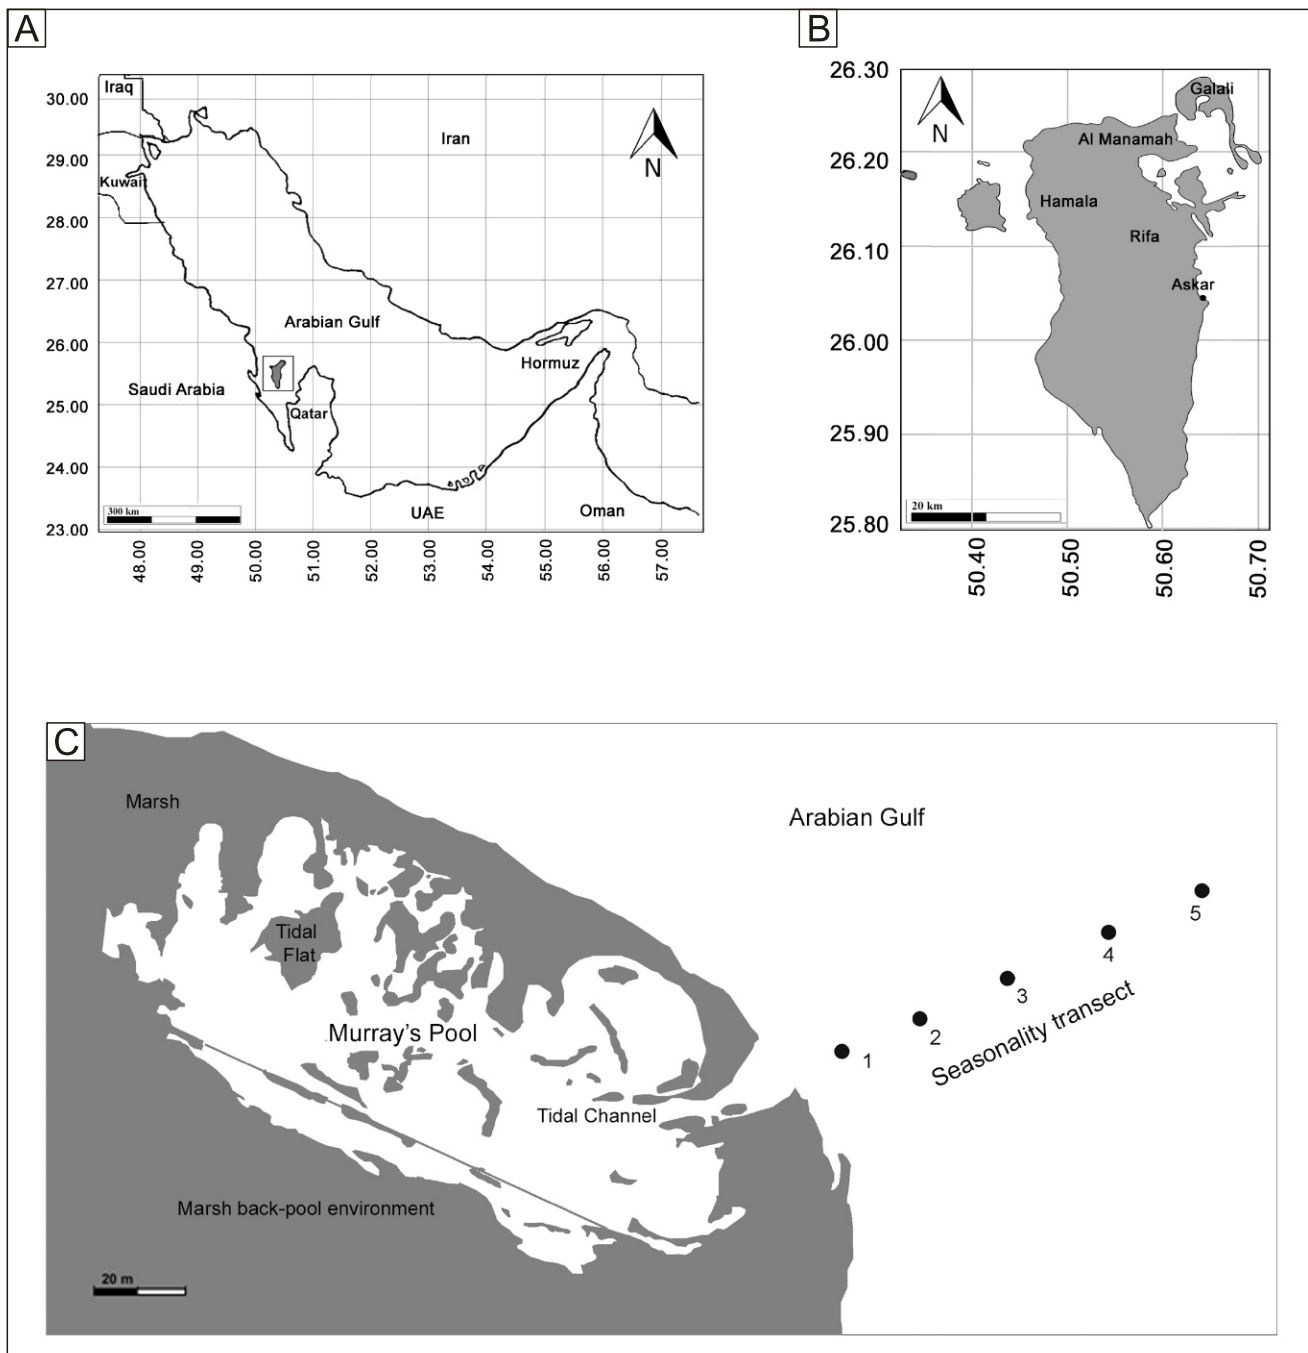 A
Iraq
30.00
Iran
N
29.00
Kuwait
28.00
27.00
Arabian Gulf
26.00
Hormuz
Saudi Arabia
25.00
Qatar
24.00
300 km
UAE
Oman
23.00
48.00
49.00
50.00
51.00
52.00
53.00
54.00
55.00
56.00
57.00
B
26.30
Galali
N
Al Manamah
26.20
Hamala
Rifa
26.10
Askar
26.00
25.90
20 km
25.80
50.40
50.50
50.60
50.70
C
Marsh
Arabian Gulf
5
Tidal
Flat
4
3
Seasonality transect
Murray's Pool
2
1
Tidal Channel
Marsh back-pool environment
20 m